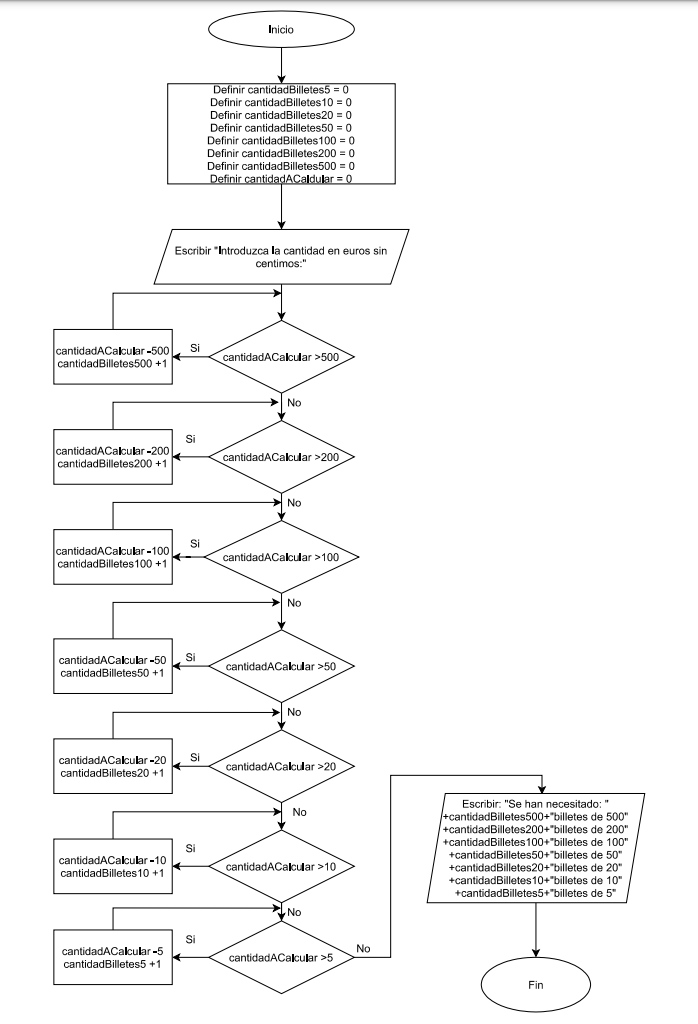 Inicio
Definir cantidadBilletes5 = 0
Definir cantidadBilletes10 = 0
Definir cantidadBilletes20 = 0
Definir cantidadBilletes50 = 0
Definir cantidadBilletes100 = 0
Definir cantidadBilletes200 = 0
Definir cantidadBilletes500 = 0
Definir cantidadACaldular = 0
Escribir "Introduzca la cantidad en euros sin
centimos:"
cantidadACalcular -500
cantidadBilletes500 +1
Si
cantidadACalcular >500
No
cantidadACalcular -200
cantidadBilletes200 +1
Si
cantidadACalcular >200
No
cantidadACalcular -100
cantidadBilletes100 +1
Si
cantidadACalcular >100
No
cantidadACalcular -50
cantidadBilletes50 +1
Si
cantidadACalcular >50
No
cantidadACalcular -20
cantidadBilletes20 +1
Si
cantidadACalcular >20
No
cantidadACalcular -10
cantidadBilletes10 +1
Si
cantidadACalcular >10
No
cantidadACalcular -5
cantidadBilletes5 +1
Si
cantidadACalcular >5
No
Escribir: "Se han necesitado: "
+cantidadBilletes500+"billetes de 500"
+cantidadBilletes200+"billetes de 200"
+cantidadBilletes100+"billetes de 100"
+cantidadBilletes50+"billetes de 50"
+cantidadBilletes20+"billetes de 20"
+cantidadBilletes10+"billetes de 10"
+cantidadBilletes5+"billetes de 5"
Fin